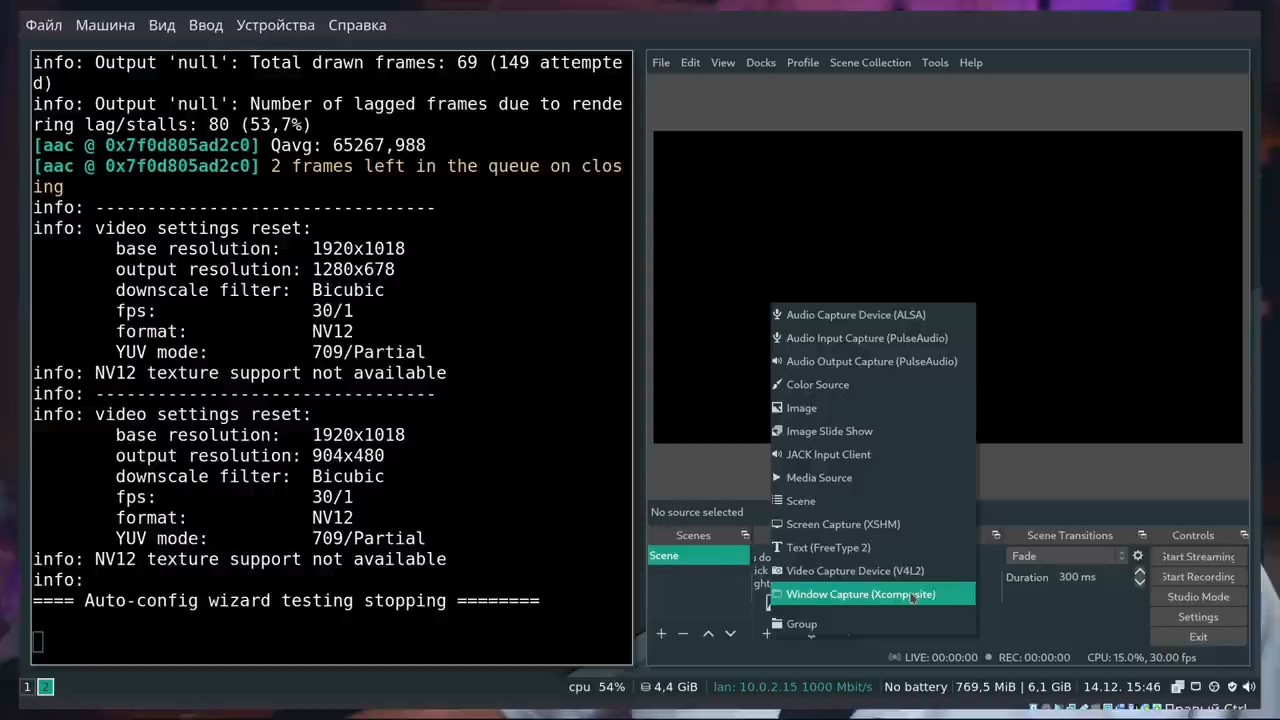 Файл Машина Вид Ввод Устройства Справка
info: Output 'null': Total drawn frames: 69 (149 attempte
d)
info: Output 'null': Number of lagged frames due to rende
ring lag/stalls: 80 (53,7%)
[aac @ 0x7f0d805ad2c0] Qavg: 65267,988
[aac @ 0x7f0d805ad2c0] 2 frames left in the queue on clos
ing
info: ---------------------------------
info: video settings reset:
base resolution: 1920x1018
output resolution: 1280x678
downscale filter: Bicubic
fps: 30/1
format: NV12
YUV mode: 709/Partial
info: NV12 texture support not available
info: ---------------------------------
info: video settings reset:
base resolution: 1920x1018
output resolution: 904x480
downscale filter: Bicubic
fps: 30/1
format: NV12
YUV mode: 709/Partial
info: NV12 texture support not available
info:
==== Auto-config wizard testing stopping ========
File Edit View Docks Profile Scene Collection Tools Help
Audio Capture Device (ALSA)
Audio Input Capture (PulseAudio)
Audio Output Capture (PulseAudio)
Color Source
Image
Image Slide Show
JACK Input Client
Media Source
Scene
Screen Capture (XSHM)
Text (FreeType 2)
Video Capture Device (V4L2)
Window Capture (Xcomposite)
Group
No source selected
Scenes
Scene
Scene Transitions
Fade
Duration 300 ms
Controls
Start Streaming
Start Recording
Studio Mode
Settings
Exit
LIVE: 00:00:00 REC: 00:00:00 CPU: 15.0%, 30.00 fps
1 2 cpu 54% 4,4 GiB lan: 10.0.2.15 1000 Mbit/s No battery 769,5 MiB | 6,1 GiB 14.12. 15:46
Правый Ctrl